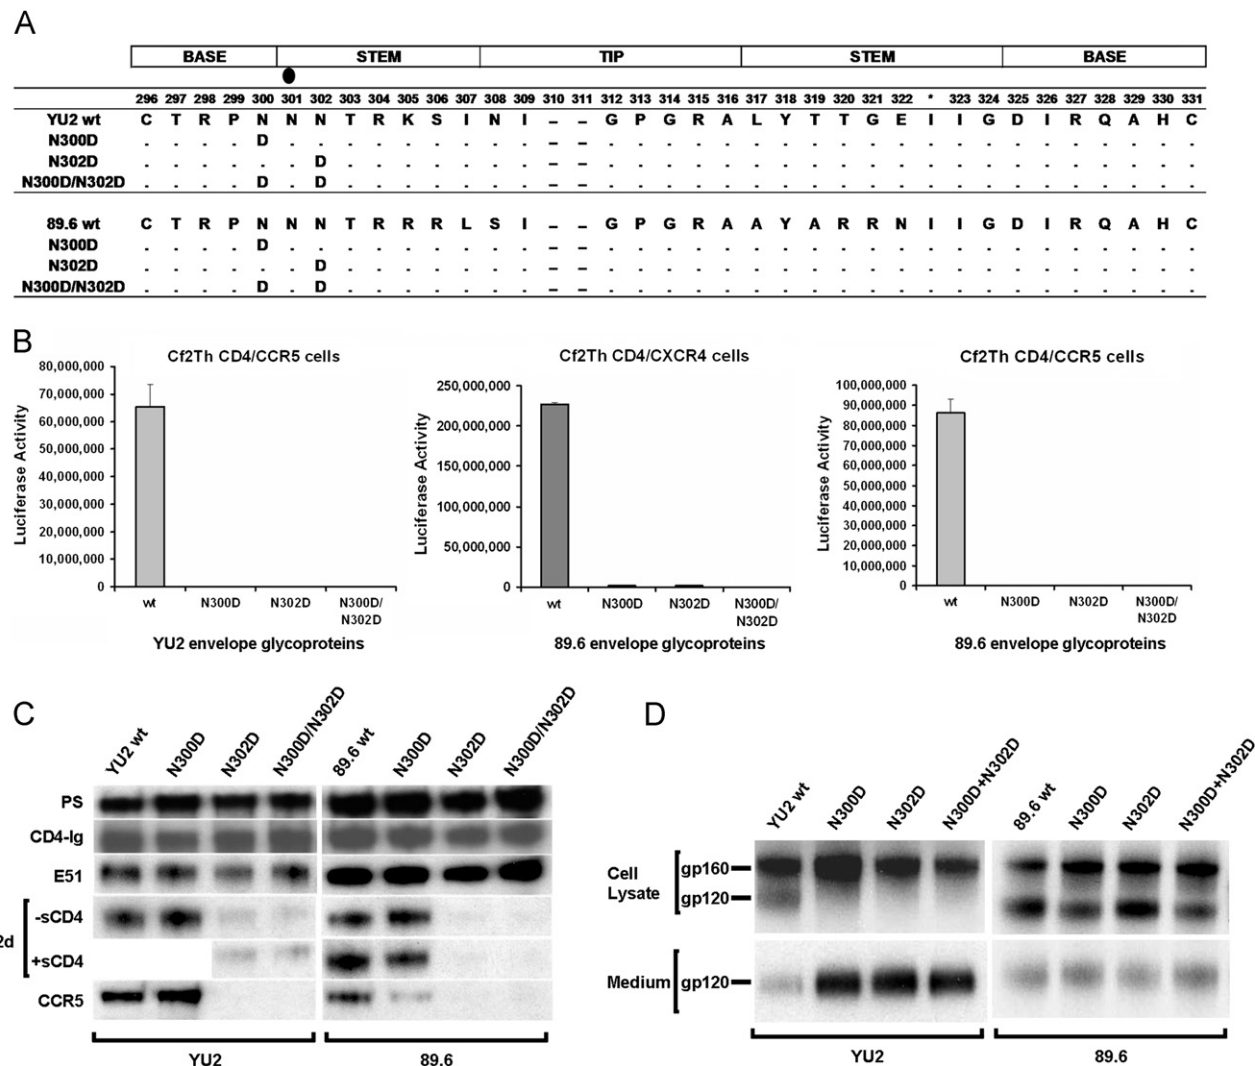 A
BASE STEM TIP STEM BASE
296 297 298 299 300 301 302 303 304 305 306 307 308 309 310 311 312 313 314 315 316 317 318 319 320 321 322 * 323 324 325 326 327 328 329 330 331
YU2 wt C T R P N N N T R K S I N I – – G P G R A L Y T T G E I I G D I R Q A H C
N300D . . . . D . . . . . . . . . – – . . . . . . . . . . . . . . . . . . . . .
N302D . . . . . . D . . . . . . . – – . . . . . . . . . . . . . . . . . . . . .
N300D/N302D . . . . D . D . . . . . . . – – . . . . . . . . . . . . . . . . . . . . .
89.6 wt C T R P N N N T R R R L S I – – G P G R A A Y A R R N I I G D I R Q A H C
N300D . . . . D . . . . . . . . . – – . . . . . . . . . . . . . . . . . . . . .
N302D . . . . . . D . . . . . . . – – . . . . . . . . . . . . . . . . . . . . .
N300D/N302D . . . . D . D . . . . . . . – – . . . . . . . . . . . . . . . . . . . . .
B
Cf2Th CD4/CCR5 cells
Luciferase Activity
80,000,000
70,000,000
60,000,000
50,000,000
40,000,000
30,000,000
20,000,000
10,000,000
0
wt N300D N302D N300D/
N302D
YU2 envelope glycoproteins
Cf2Th CD4/CXCR4 cells
Luciferase Activity
250,000,000
200,000,000
150,000,000
100,000,000
50,000,000
0
wt N300D N302D N300D/
N302D
89.6 envelope glycoproteins
Cf2Th CD4/CCR5 cells
Luciferase Activity
100,000,000
90,000,000
80,000,000
70,000,000
60,000,000
50,000,000
40,000,000
30,000,000
20,000,000
10,000,000
0
wt N300D N302D N300D/
N302D
89.6 envelope glycoproteins
C
YU2 wt N300D N302D N300D/N302D 89.6 wt N300D N302D N300D/N302D
PS
CD4-Ig
E51
-sCD4
2d
+sCD4
CCR5
YU2 89.6
D
YU2 wt N300D N302D N300D+N302D 89.6 wt N300D N302D N300D+N302D
Cell
Lysate
gp160
gp120
Medium gp120
YU2 89.6